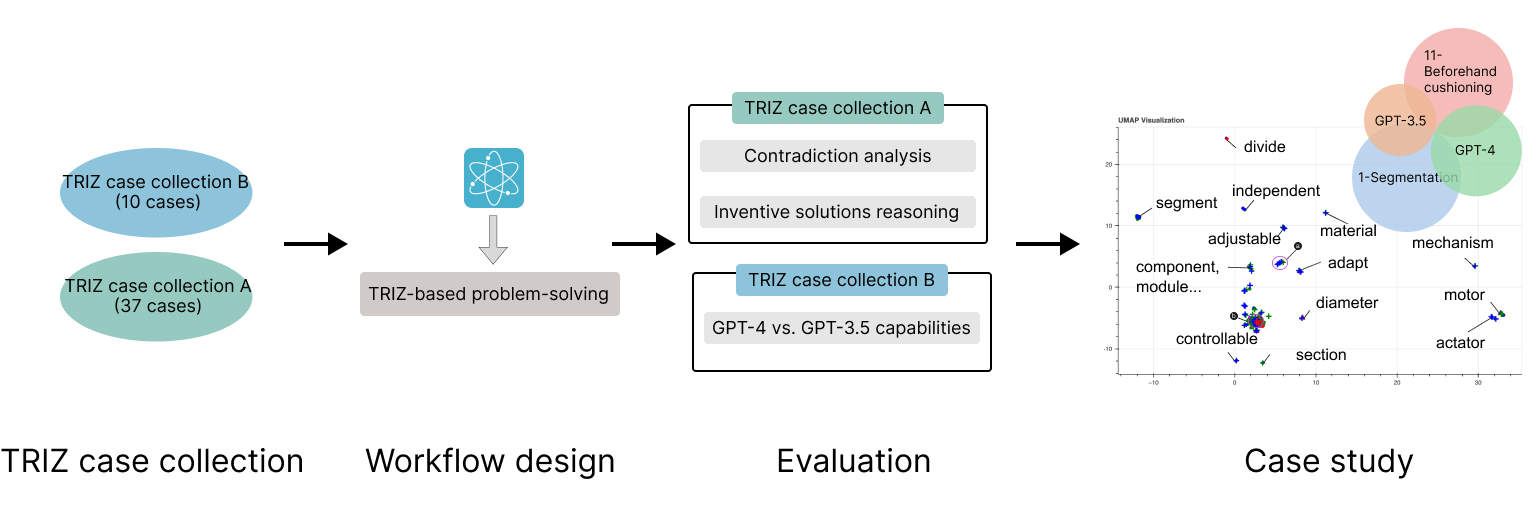 TRIZ case collection B
(10 cases)
TRIZ case collection A
(37 cases)
TRIZ-based problem-solving
TRIZ case collection A
Contradiction analysis
Inventive solutions reasoning
TRIZ case collection B
GPT-4 vs. GPT-3.5 capabilities
11-
Beforehand
cushioning
GPT-3.5
GPT-4
1-Segmentation
UMAP Visualization
divide
independent
segment
material
adjustable
mechanism
component,
module...
adapt
motor
diameter
controllable
actator
section
20
10
0
-10
-10
0
10
20
30
TRIZ case collection
Workflow design
Evaluation
Case study